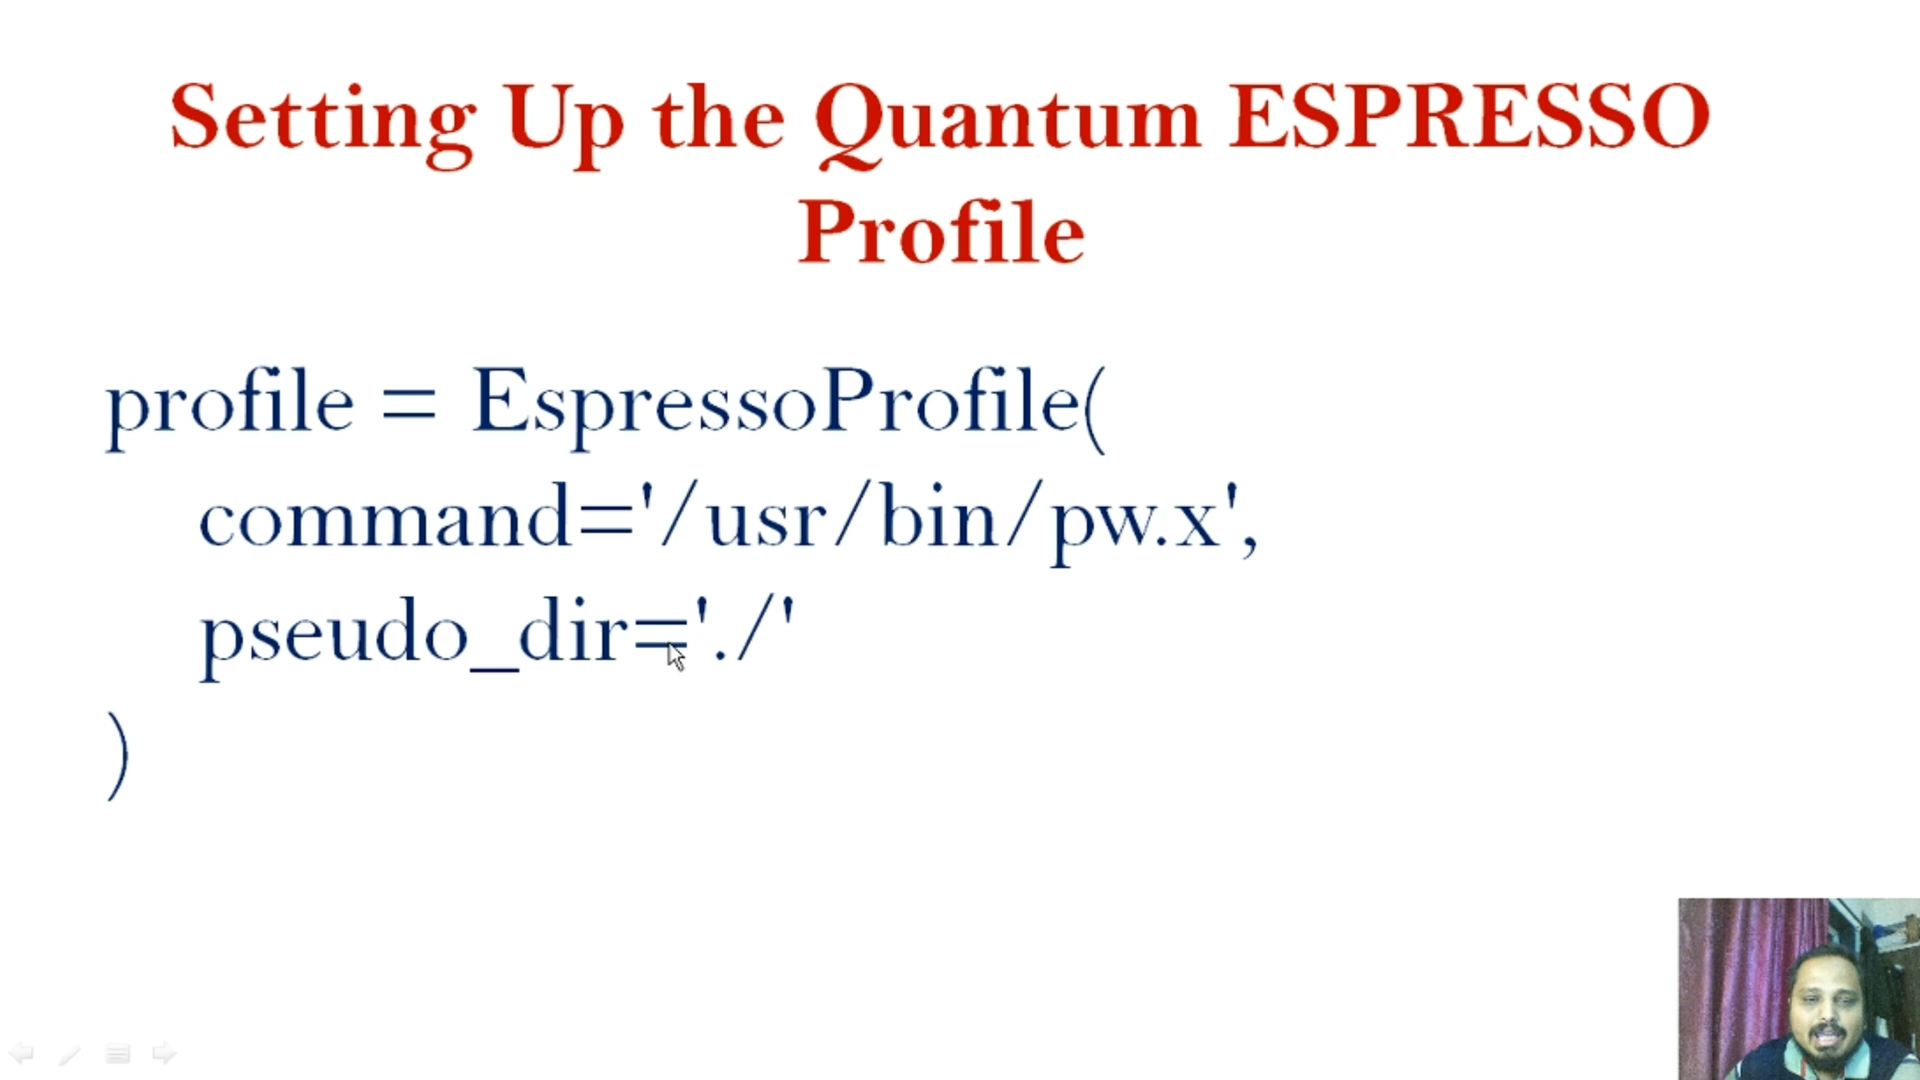 Setting Up the Quantum ESPRESSO
Profile
profile = EspressoProfile(
command='/usr/bin/pw.x',
pseudo_dir='./'
)